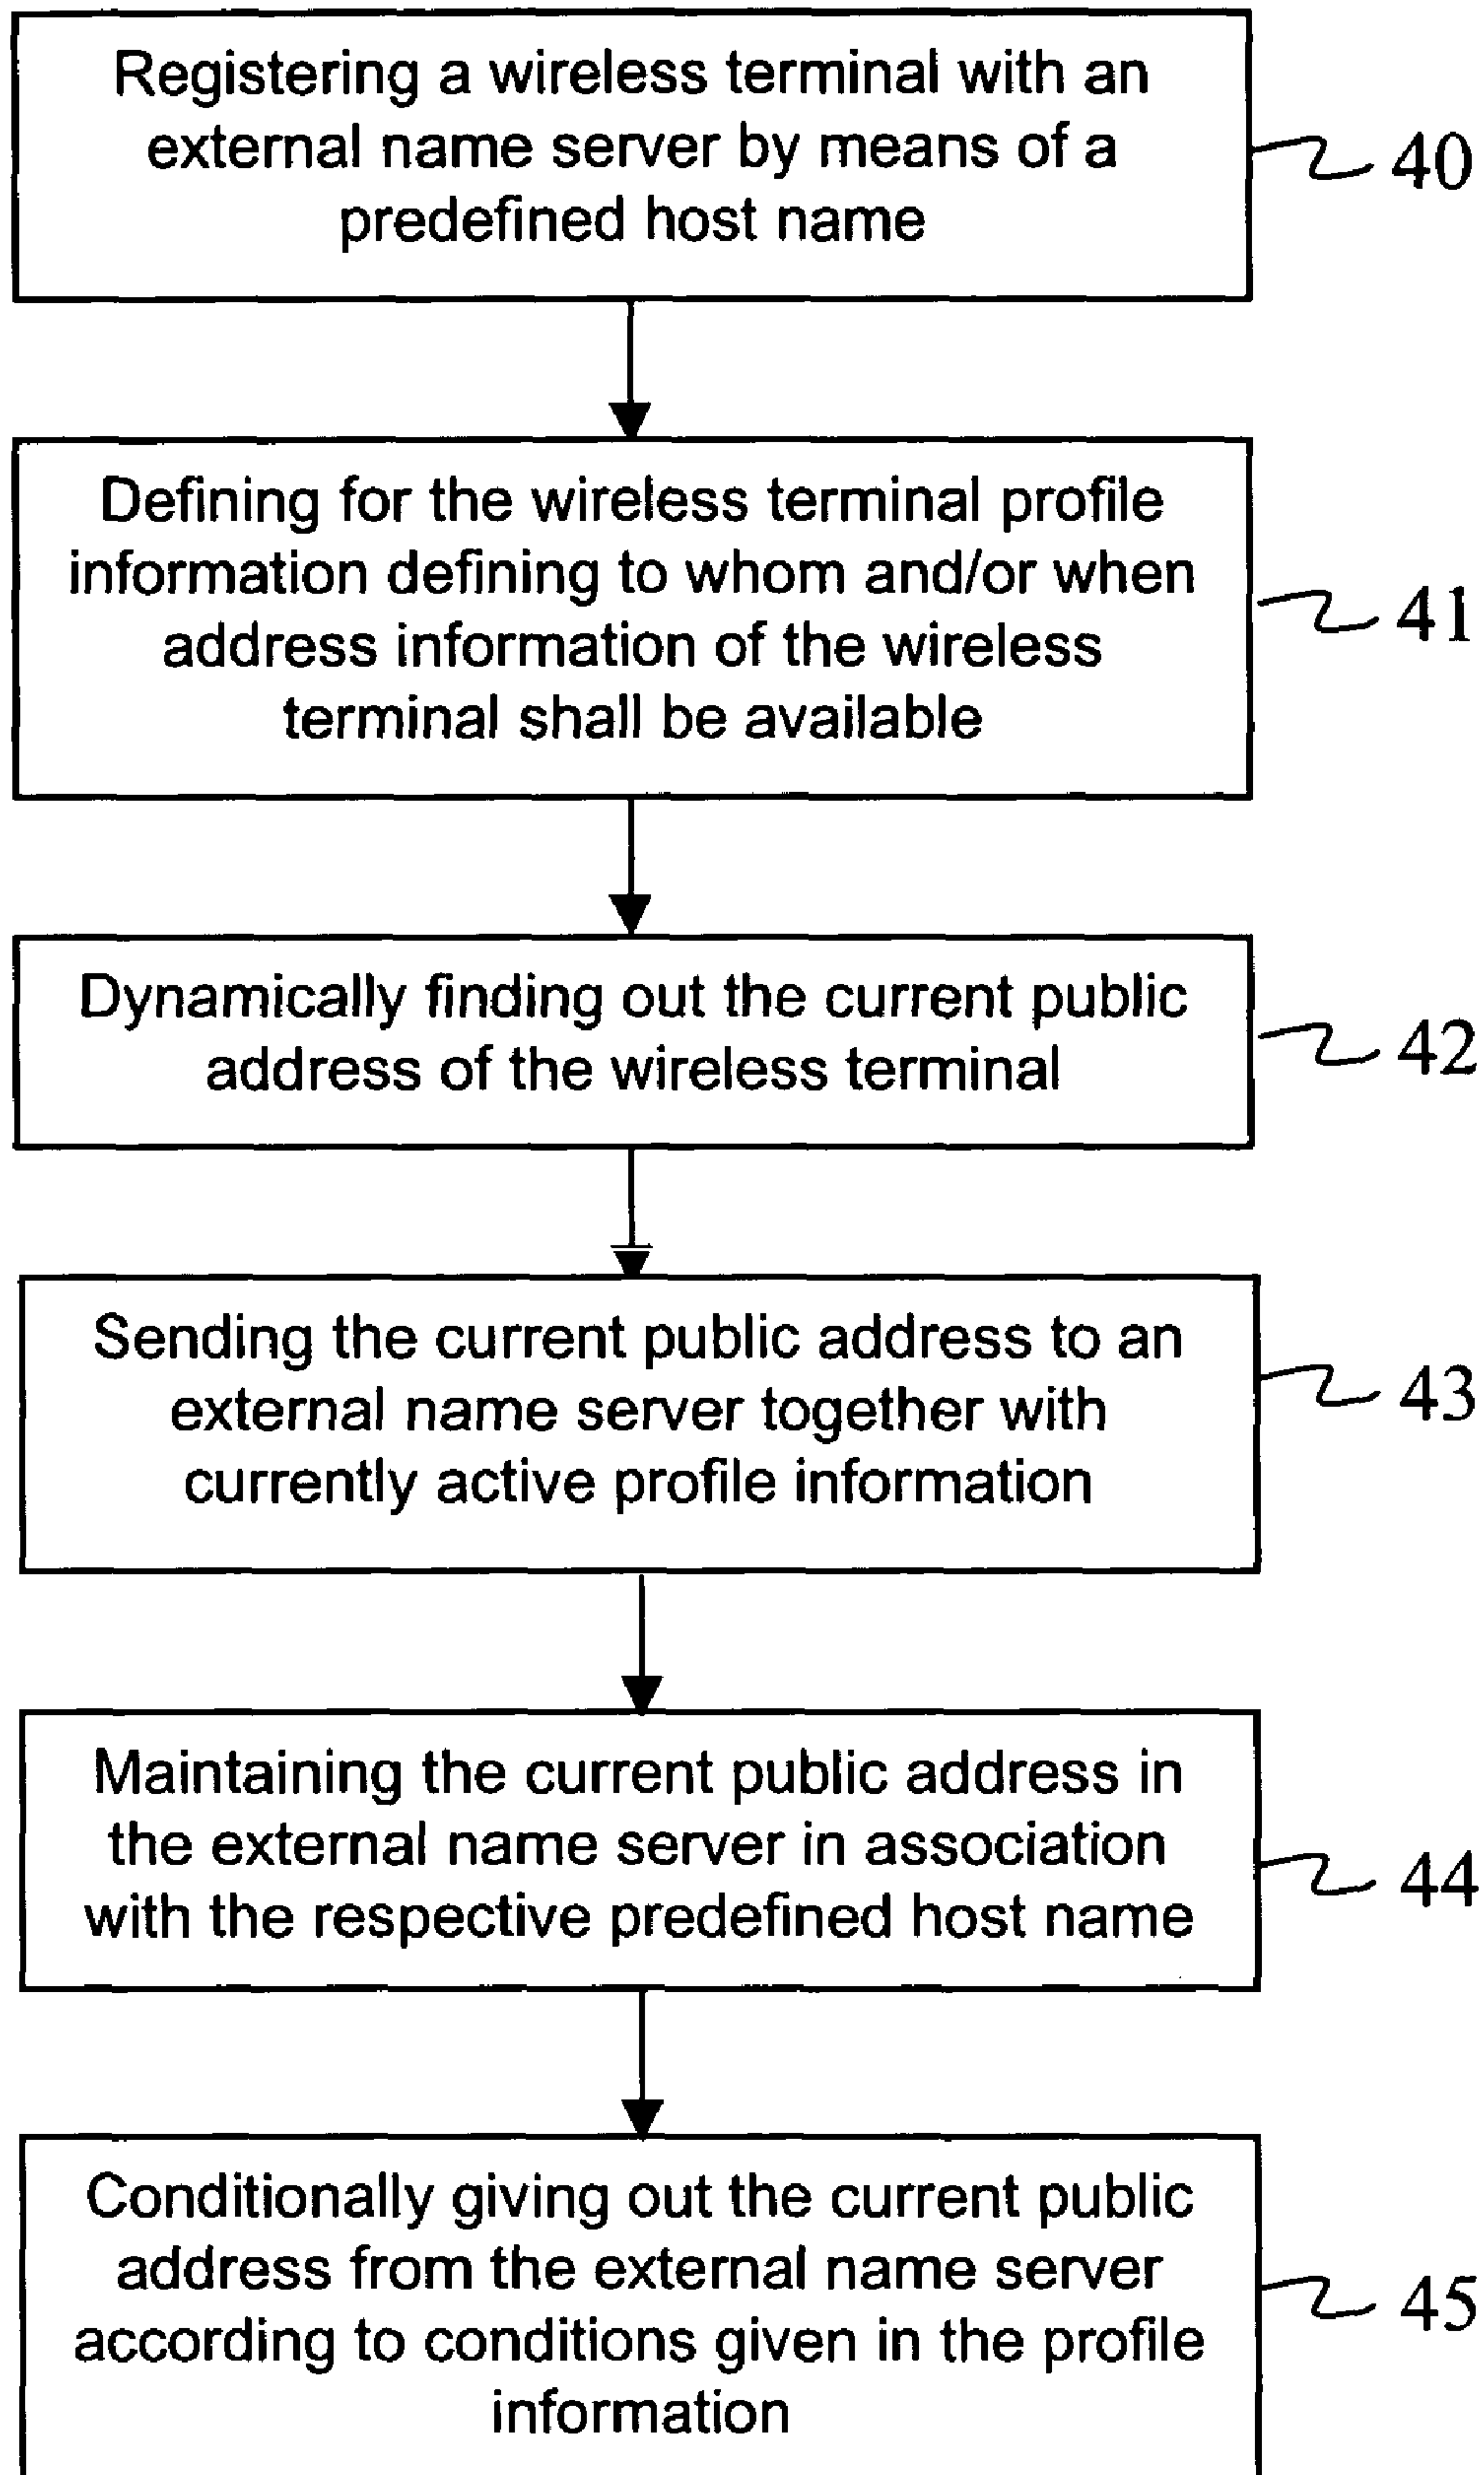 Registering a wireless terminal with an
external name server by means of a
predefined host name
40
Defining for the wireless terminal profile
information defining to whom and/or when
address information of the wireless
terminal shall be available
41
Dynamically finding out the current public
address of the wireless terminal
42
Sending the current public address to an
external name server together with
currently active profile information
43
Maintaining the current public address in
the external name server in association
with the respective predefined host name
44
Conditionally giving out the current public
address from the external name server
according to conditions given in the profile
information
45